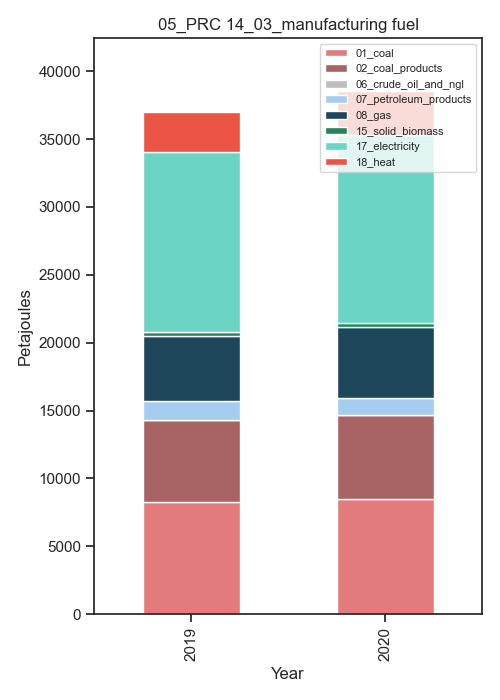 05_PRC 14_03_manufacturing fuel
01_coal
02_coal_products
06_crude_oil_and_ngl
07_petroleum_products
08_gas
15_solid_biomass
17_electricity
18_heat
40000
35000
30000
25000
20000
15000
10000
5000
0
Petajoules
2019
2020
Year